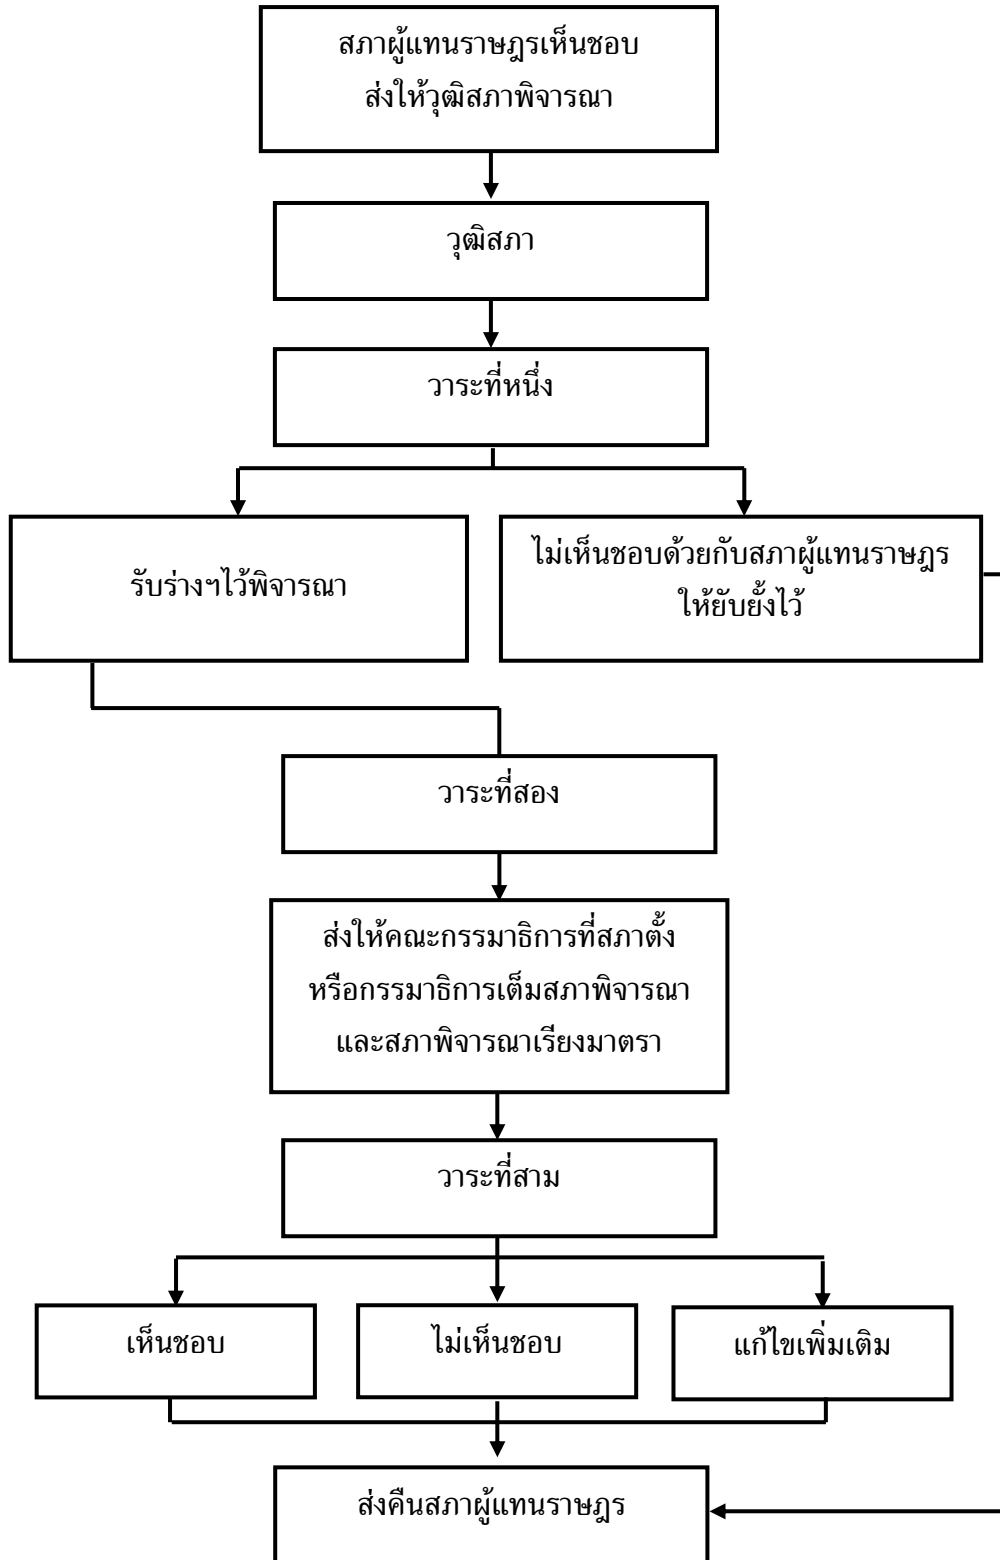 สภาผู้แทนราษฎรเห็นชอบ
ส่งให้วุฒิสภาพิจารณา
วุฒิสภา
วาระที่หนึ่ง
รับร่างฯไว้พิจารณา
ไม่เห็นชอบด้วยกับสภาผู้แทนราษฎร
ให้ยับยั้งไว้
วาระที่สอง
ส่งให้คณะกรรมาธิการที่สภาตั้ง
หรือกรรมาธิการเต็มสภาพิจารณา
และสภาพิจารณาเรียงมาตรา
วาระที่สาม
เห็นชอบ
ไม่เห็นชอบ
แก้ไขเพิ่มเติม
ส่งคืนสภาผู้แทนราษฎร